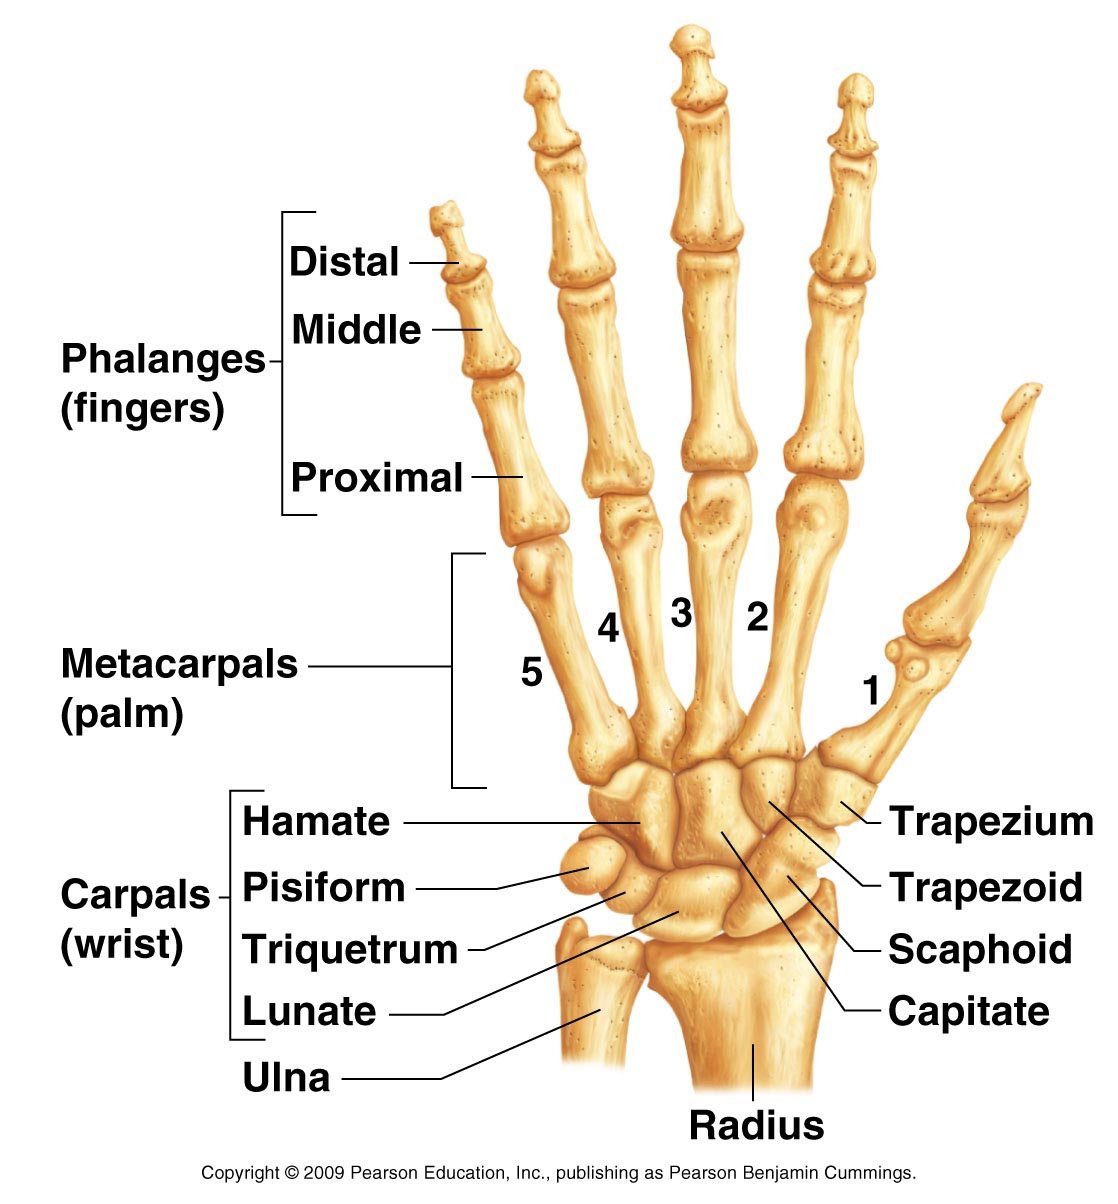 Distal
Middle
Phalanges
(fingers)
Proximal
4
3
2
5
1
Metacarpals
(palm)
Hamate
Trapezium
Pisiform
Trapezoid
Carpals
(wrist)
Triquetrum
Scaphoid
Lunate
Capitate
Ulna
Radius
Copyright © 2009 Pearson Education, Inc., publishing as Pearson Benjamin Cummings.